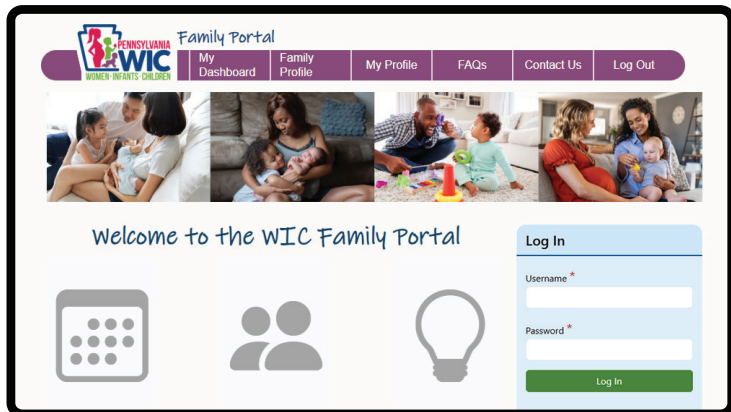 PENNSYLVANIA
WIC
WOMEN·INFANTS·CHILDREN
Family Portal
My Dashboard
Family Profile
My Profile
FAQs
Contact Us
Log Out
Welcome to the WIC Family Portal
Log In
Username *
Password *
Log In